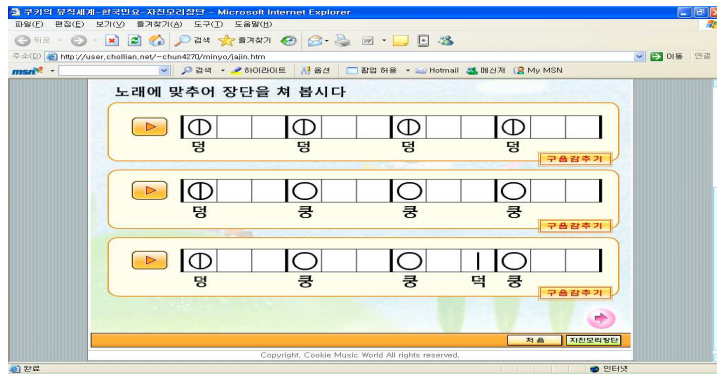 쿠키의 뮤직세계-한국민요-자진모리장단 - Microsoft Internet Explorer
파일(F) 편집(E) 보기(V) 즐겨찾기(A) 도구(T) 도움말(H)
뒤로 검색 즐겨찾기
주소(D) http://user.chollian.net/~chun4270/minyo/jajin.htm 이동 연결
msn 검색 하이라이트 옵션 팝업 허용 Hotmail 메신저 My MSN
노래에 맞추어 장단을 쳐 봅시다
덩 덩 덩 덩
구음감추기
덩 쿵 쿵 쿵
구음감추기
덩 쿵 쿵 덕 쿵
구음감추기
처음 자진모리장단
Copyright, Cookie Music World All rights reserved.
완료 인터넷